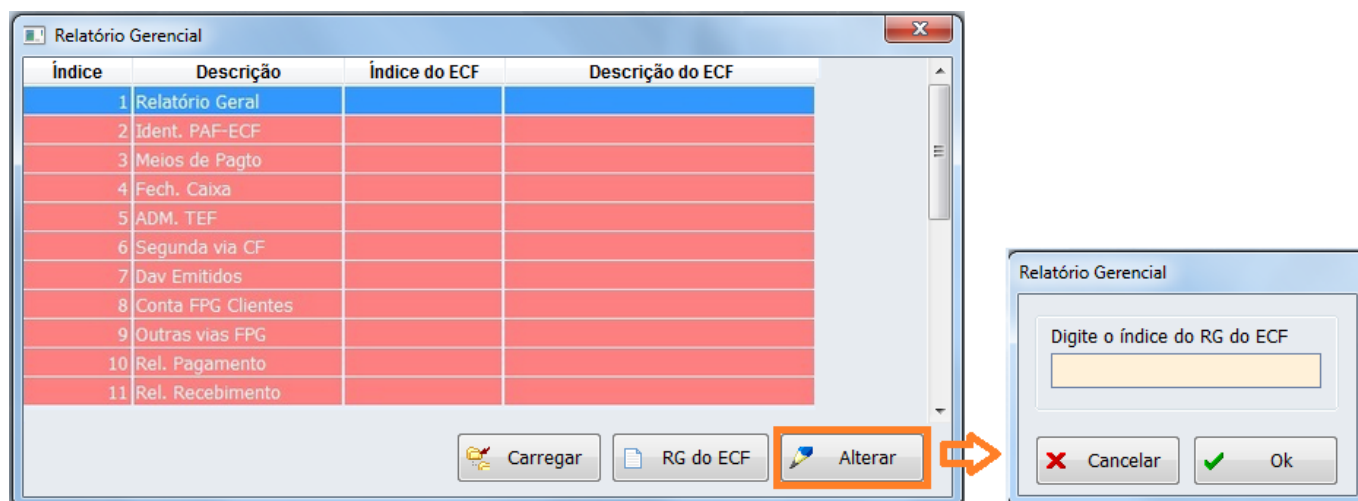 Relatório Gerencial
Índice Descrição Índice do ECF Descrição do ECF
1 Relatório Geral
2 Ident. PAF-ECF
3 Meios de Pagto
4 Fech. Caixa
5 ADM. TEF
6 Segunda via CF
7 Dav Emitidos
8 Conta FPG Clientes
9 Outras vias FPG
10 Rel. Pagamento
11 Rel. Recebimento
Carregar RG do ECF Alterar
Relatório Gerencial
Digite o índice do RG do ECF
Cancelar Ok